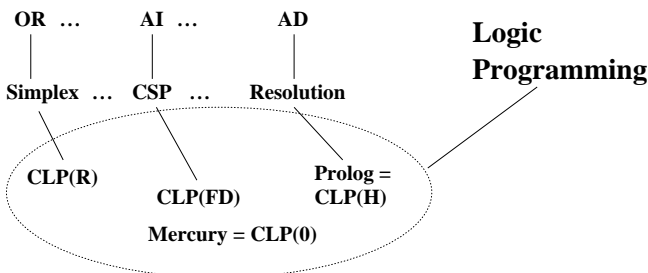 OR ... AI ... AD
Logic
Programming
Simplex ... CSP ... Resolution
CLP(R)
CLP(FD)
Prolog =
CLP(H)
Mercury = CLP(0)